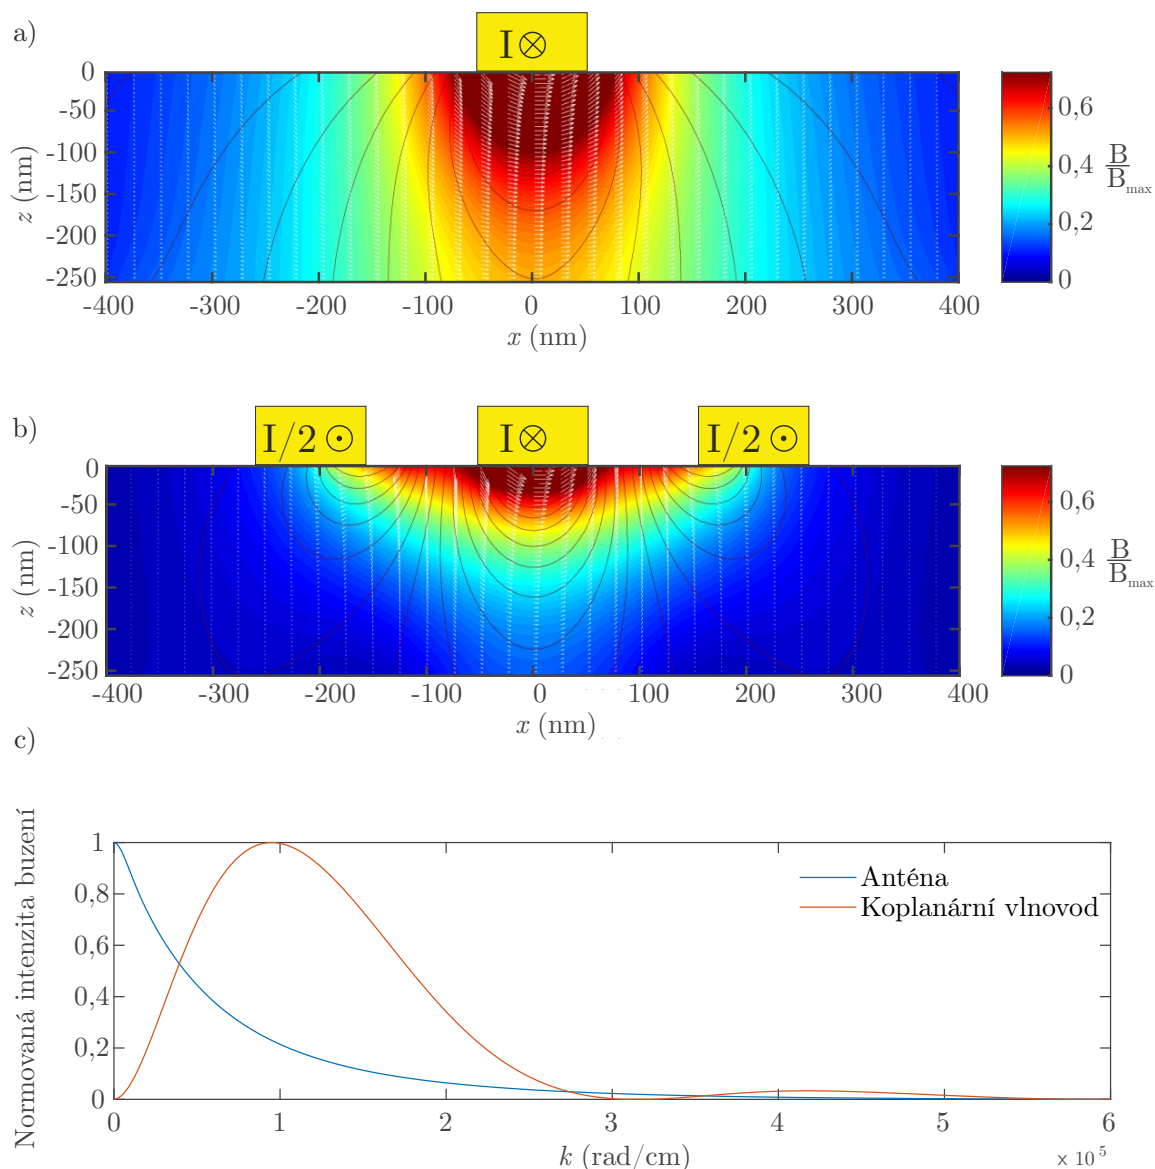 a)
I⊗
0
-50
-100
-150
-200
-250
z (nm)
-400 -300 -200 -100 0 100 200 300 400
x (nm)
0,6
0,4
0,2
0
B
B max
b)
I/2 ⊙ I⊗ I/2 ⊙
0
-50
-100
-150
-200
-250
z (nm)
-400 -300 -200 -100 0 100 200 300 400
x (nm)
0,6
0,4
0,2
0
B
B max
c)
Normovaná intenzita buzení
1
0,8
0,6
0,4
0,2
0
Anténa
Koplanární vlnovod
0 1 2 3 4 5 6
k (rad/cm)
× 10 5